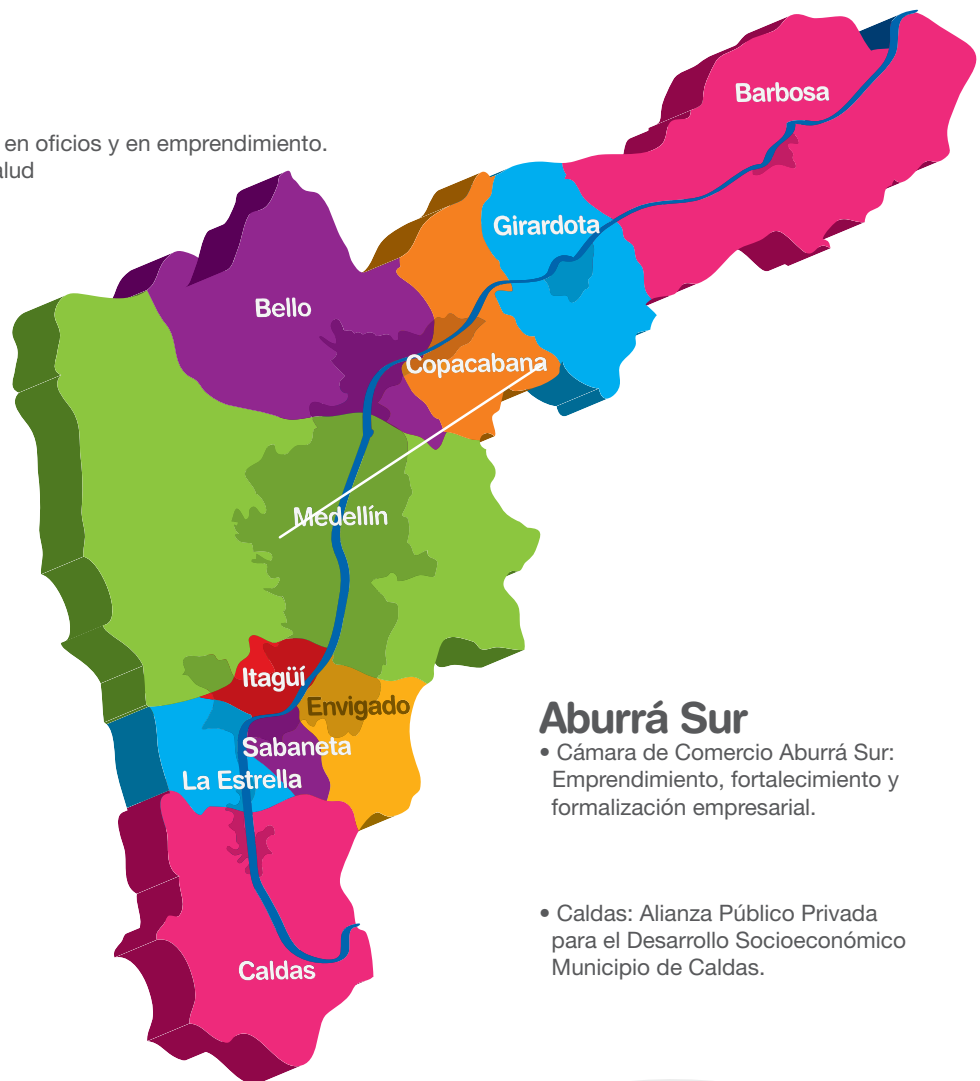 en oficios y en emprendimiento.
Barbosa
Girardota
Bello
Copacabana
Medellín
Itagüí
Envigado
Sabaneta
La Estrella
Caldas
Aburrá Sur
• Cámara de Comercio Aburrá Sur:
Emprendimiento, fortalecimiento y
formalización empresarial.
• Caldas: Alianza Público Privada
para el Desarrollo Socioeconómico
Municipio de Caldas.